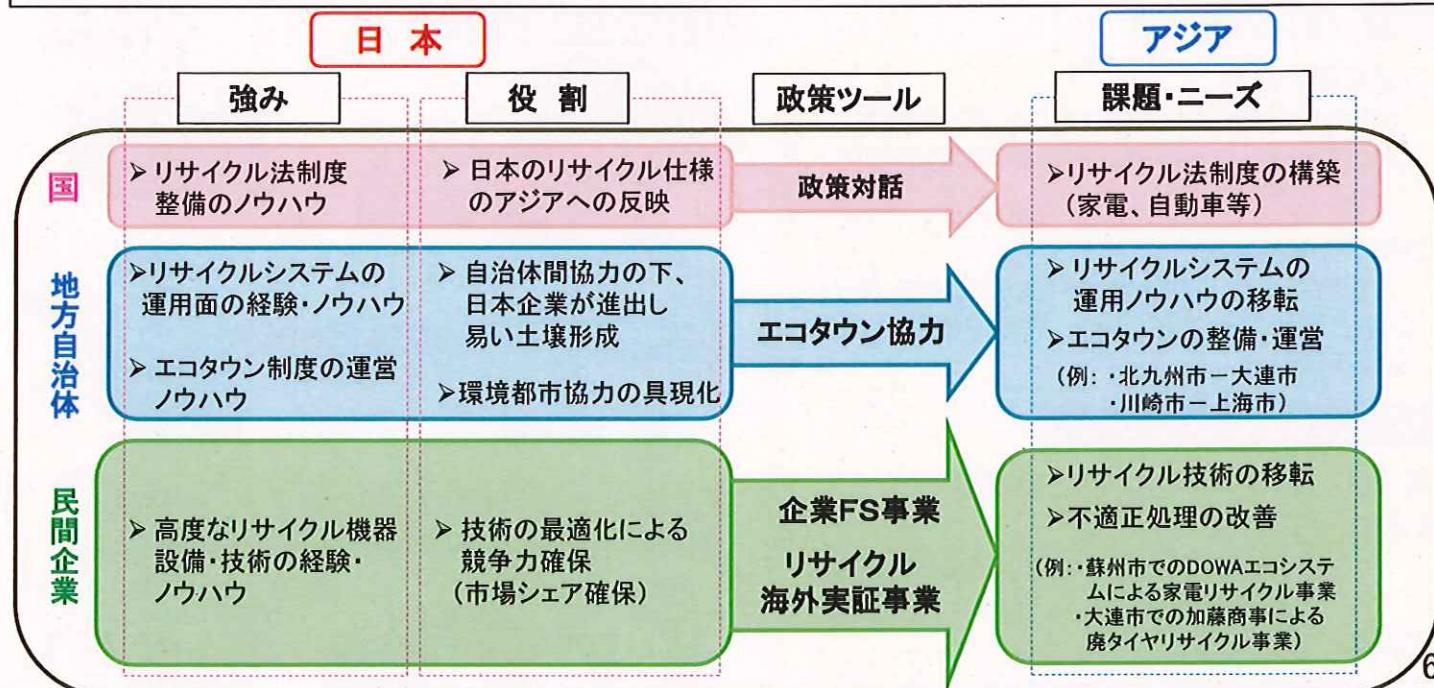 日 本
アジア
強み
役 割
政策ツール
課題・ニーズ
国
➢リサイクル法制度
整備のノウハウ
➢日本のリサイクル仕様
のアジアへの反映
政策対話
➢リサイクル法制度の構築
(家電、自動車等)
地方自治体
➢リサイクルシステムの
運用面の経験・ノウハウ
➢エコタウン制度の運営
ノウハウ
➢自治体間協力の下、
日本企業が進出し
易い土壌形成
➢環境都市協力の具現化
エコタウン協力
➢リサイクルシステムの
運用ノウハウの移転
➢エコタウンの整備・運営
(例: ・北九州市－大連市
・川崎市－上海市)
民間企業
➢高度なリサイクル機器
設備・技術の経験・
ノウハウ
➢技術の最適化による
競争力確保
(市場シェア確保)
企業FS事業
リサイクル
海外実証事業
➢リサイクル技術の移転
➢不適正処理の改善
(例:・蘇州市でのDOWAエコシステ
ムによる家電リサイクル事業
・大連市での加藤商事による
廃タイヤリサイクル事業)
6